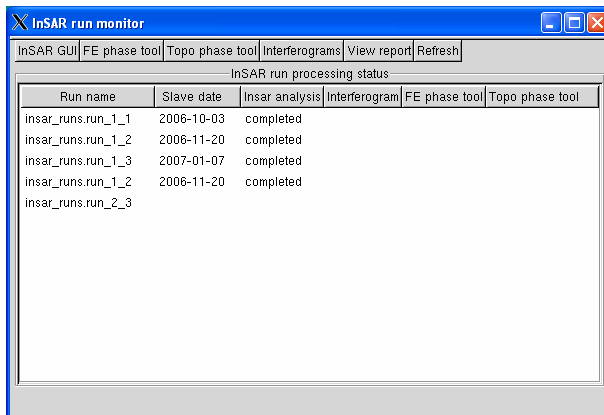 InSAR run monitor
InSAR GUI FE phase tool Topo phase tool Interferograms View report Refresh
InSAR run processing status
Run name Slave date Insar analysis Interferogram FE phase tool Topo phase tool
insar_runs.run_1_1 2006-10-03 completed
insar_runs.run_1_2 2006-11-20 completed
insar_runs.run_1_3 2007-01-07 completed
insar_runs.run_1_2 2006-11-20 completed
insar_runs.run_2_3